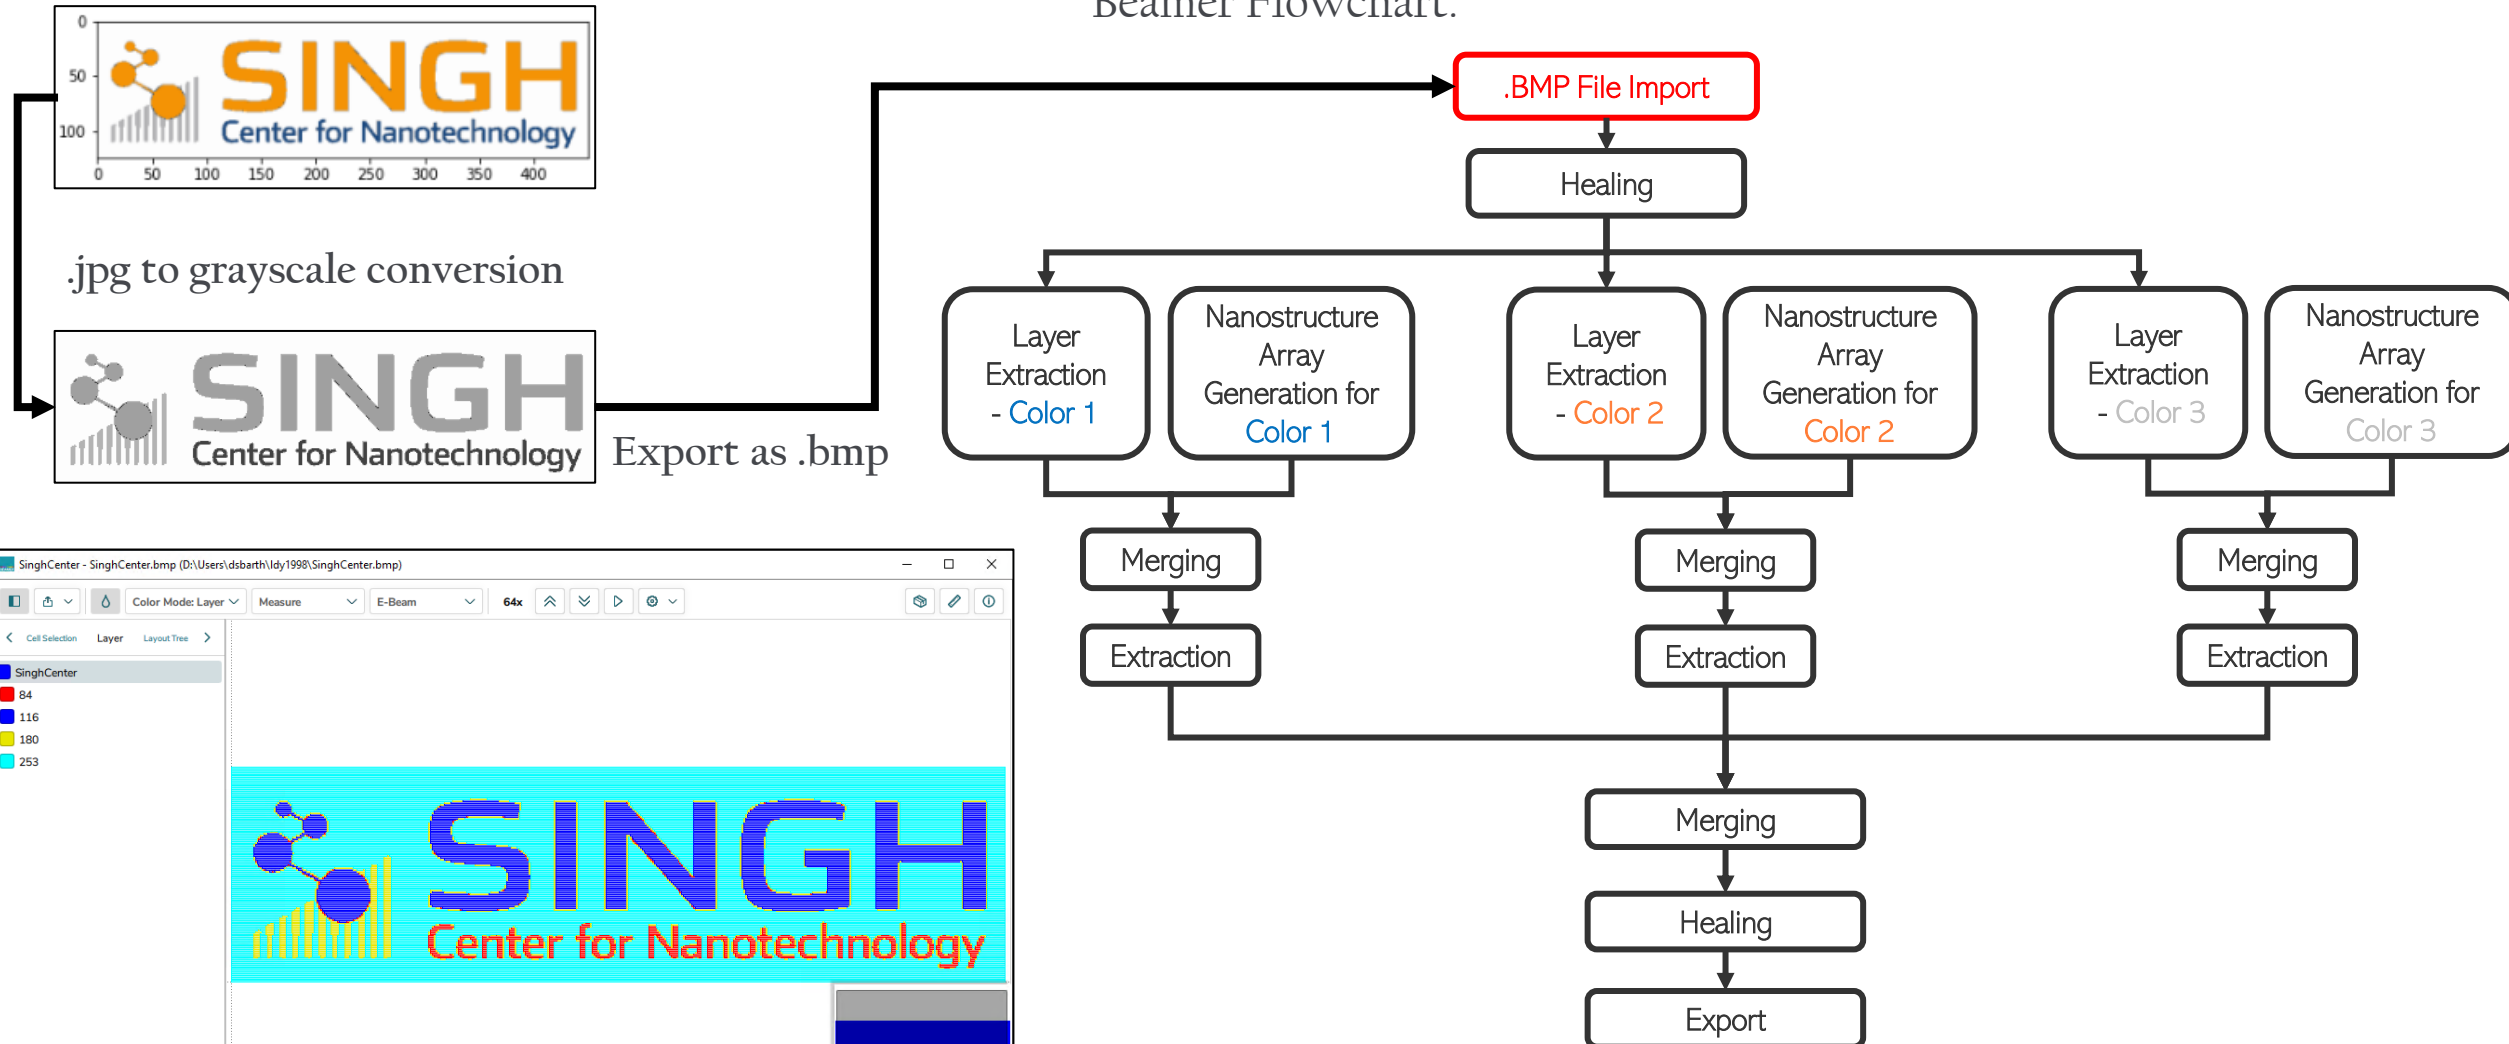 Beamer Flowchart:
0
50
100
SINGH
Center for Nanotechnology
0 50 100 150 200 250 300 350 400
.jpg to grayscale conversion
SINGH
Center for Nanotechnology
Export as .bmp
.BMP File Import
Healing
Layer
Extraction
- Color 1
Nanostructure
Array
Generation for
Color 1
Layer
Extraction
- Color 2
Nanostructure
Array
Generation for
Color 2
Layer
Extraction
- Color 3
Nanostructure
Array
Generation for
Color 3
Merging
Merging
Merging
Extraction
Extraction
Extraction
Merging
Healing
Export
SinghCenter - SinghCenter.bmp (D:\Users\dsbarth\ldy1998\SinghCenter.bmp)
Color Mode: Layer Measure E-Beam 64x
Cell Selection Layer Layout Tree
SinghCenter
84
116
180
253
SINGH
Center for Nanotechnology